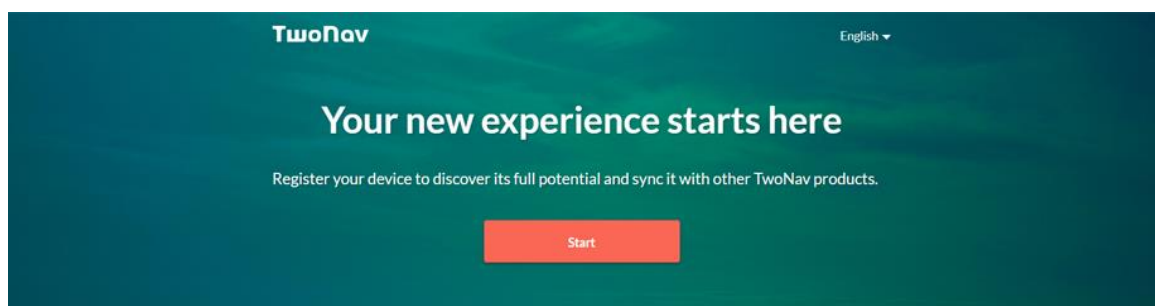 TwoNav
English
Your new experience starts here
Register your device to discover its full potential and sync it with other TwoNav products.
Start